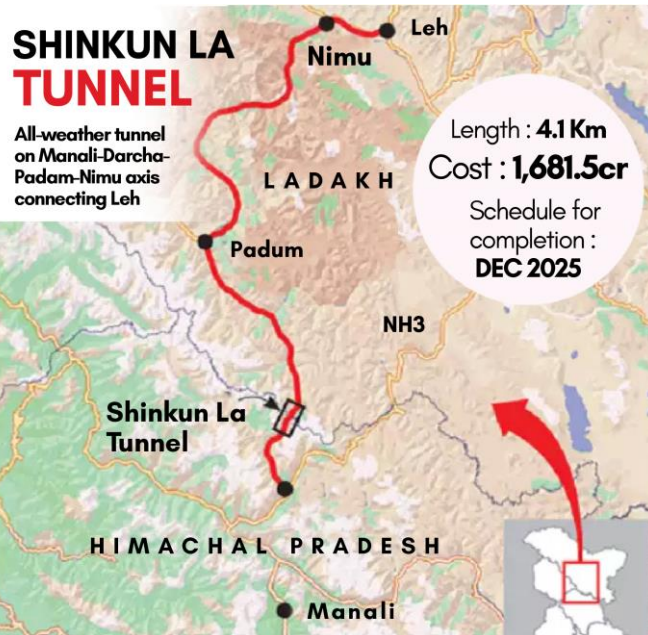 SHINKUN LA
TUNNEL
All-weather tunnel
on Manali-Darcha-
Padam-Nimu axis
connecting Leh
Leh
Nimu
Length : 4.1 Km
Cost : 1,681.5cr
Schedule for
completion :
DEC 2025
LADAKH
Padum
NH3
Shinkun La
Tunnel
HIMACHAL PRADESH
Manali